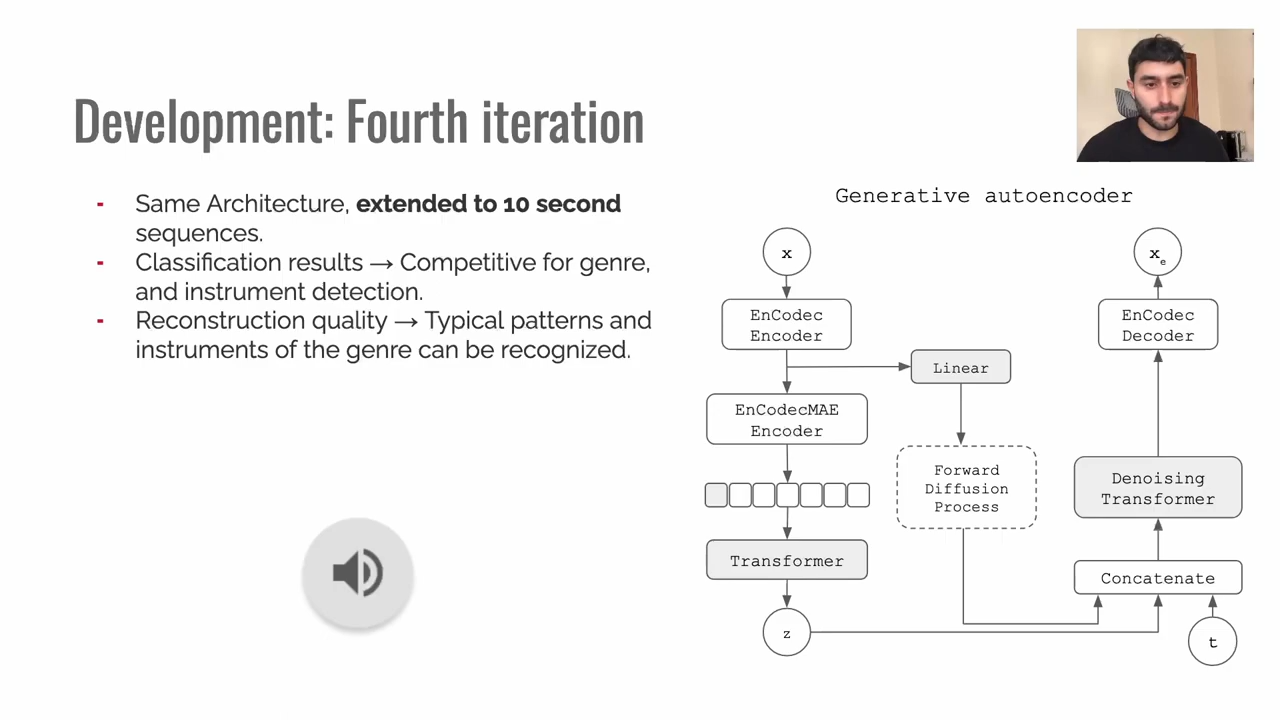 Development: Fourth iteration
- Same Architecture, extended to 10 second
sequences.
- Classification results → Competitive for genre,
and instrument detection.
- Reconstruction quality → Typical patterns and
instruments of the genre can be recognized.
Generative autoencoder
x
EnCodec
Encoder
Linear
EnCodecMAE
Encoder
Forward
Diffusion
Process
Transformer
z
xe
EnCodec
Decoder
Denoising
Transformer
Concatenate
t